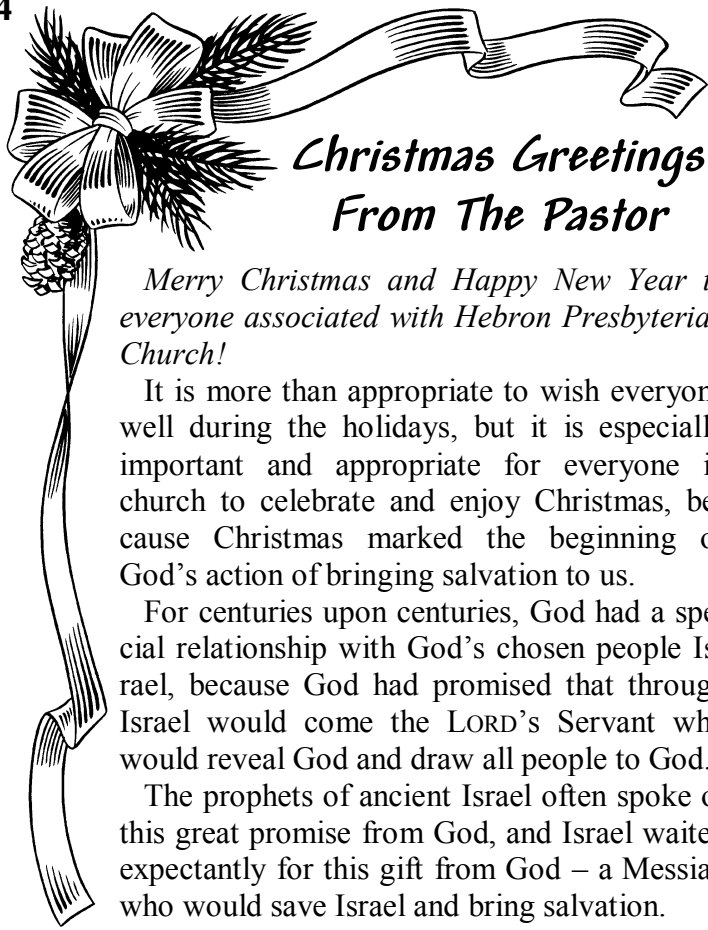 4
Christmas Greetings
From The Pastor
Merry Christmas and Happy New Year t
everyone associated with Hebron Presbyteria
Church!
It is more than appropriate to wish everyon
well during the holidays, but it is especiall
important and appropriate for everyone i
church to celebrate and enjoy Christmas, be
cause Christmas marked the beginning o
God's action of bringing salvation to us.
For centuries upon centuries, God had a spe
cial relationship with God's chosen people Is
rael, because God had promised that throug
Israel would come the LORD's Servant wh
would reveal God and draw all people to God.
The prophets of ancient Israel often spoke o
this great promise from God, and Israel waite
expectantly for this gift from God – a Messia
who would save Israel and bring salvation.